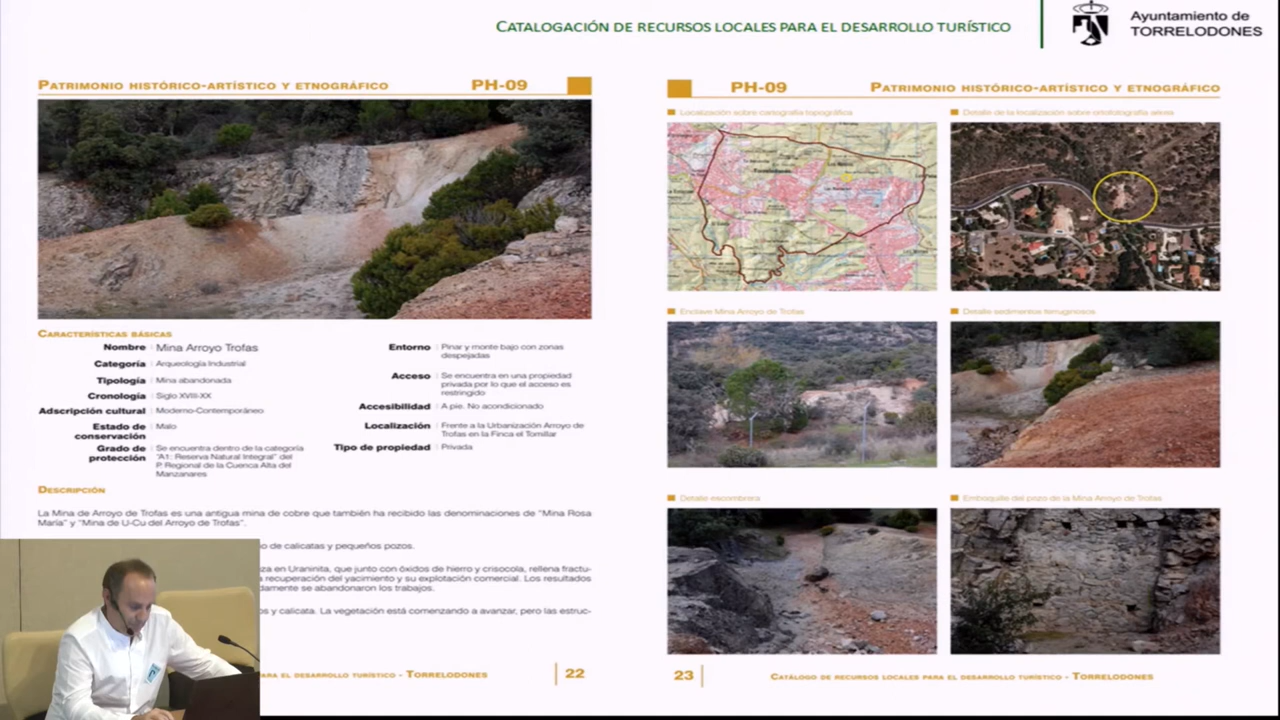 CATALOGACIÓN DE RECURSOS LOCALES PARA EL DESARROLLO TURÍSTICO
Ayuntamiento de
TORRELODONES
PATRIMONIO HISTÓRICO-ARTÍSTICO Y ETNOGRÁFICO PH-09
CARACTERÍSTICAS BÁSICAS
Nombre Mina Arroyo Trofas
Categoría Arqueología Industrial
Tipología Mina abandonada
Cronología Siglo XVIII-XX
Adscripción cultural Moderno-Contemporáneo
Estado de
conservación Malo
Grado de
protección Se encuentra dentro de la categoría
"A1: Reserva Natural Integral" del
P. Regional de la Cuenca Alta del
Manzanares
Entorno Pinar y monte bajo con zonas
despejadas
Acceso Se encuentra en una propiedad
privada por lo que el acceso es
restringido
Accesibilidad A pie. No acondicionado
Localización Frente a la Urbanización Arroyo de
Trofas en la Finca el Tomillar
Tipo de propiedad Privada
DESCRIPCIÓN
La Mina de Arroyo de Trofas es una antigua mina de cobre que también ha recibido las denominaciones de "Mina Rosa
María" y "Mina de U-Cu del Arroyo de Trofas".
o de calicatas y pequeños pozos.
za en Uraninita, que junto con óxidos de hierro y crisocola, rellena fractu-
a recuperación del yacimiento y su explotación comercial. Los resultados
damente se abandonaron los trabajos.
os y calicata. La vegetación está comenzando a avanzar, pero las estruc-
PARA EL DESARROLLO TURÍSTICO - TORRELODONES 22
PH-09 PATRIMONIO HISTÓRICO-ARTÍSTICO Y ETNOGRÁFICO
Localización sobre cartografía topográfica
Detalle de la localización sobre ortofotografía aérea
Enclave Mina Arroyo de Trofas
Detalle sedimentos ferruginosos
Detalle escombrera
Emboquille del pozo de la Mina Arroyo de Trofas
23 CATÁLOGO DE RECURSOS LOCALES PARA EL DESARROLLO TURÍSTICO - TORRELODONES